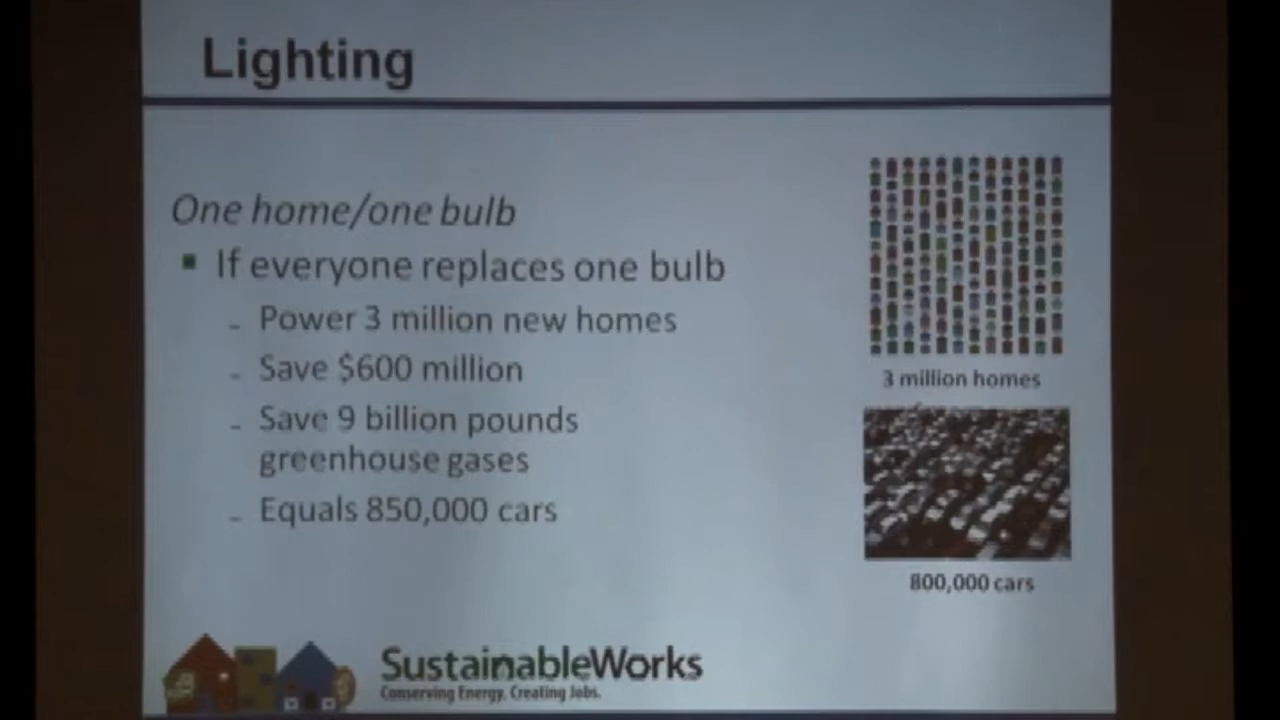 Lighting
One home/one bulb
If everyone replaces one bulb
- Power 3 million new homes
- Save $600 million
- Save 9 billion pounds
greenhouse gases
- Equals 850,000 cars
3 million homes
800,000 cars
SustainableWorks
Conserving Energy. Creating Jobs.